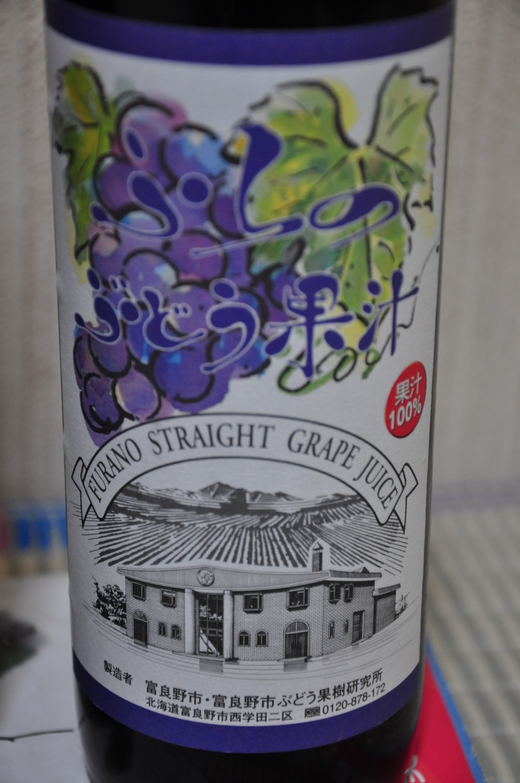 ふらの
ぶどう果汁
果汁
100%
FURANO STRAIGHT GRAPE JUICE
製造者 富良野市・富良野市ぶどう果樹研究所
北海道富良野市西学田二区 0120-878-172